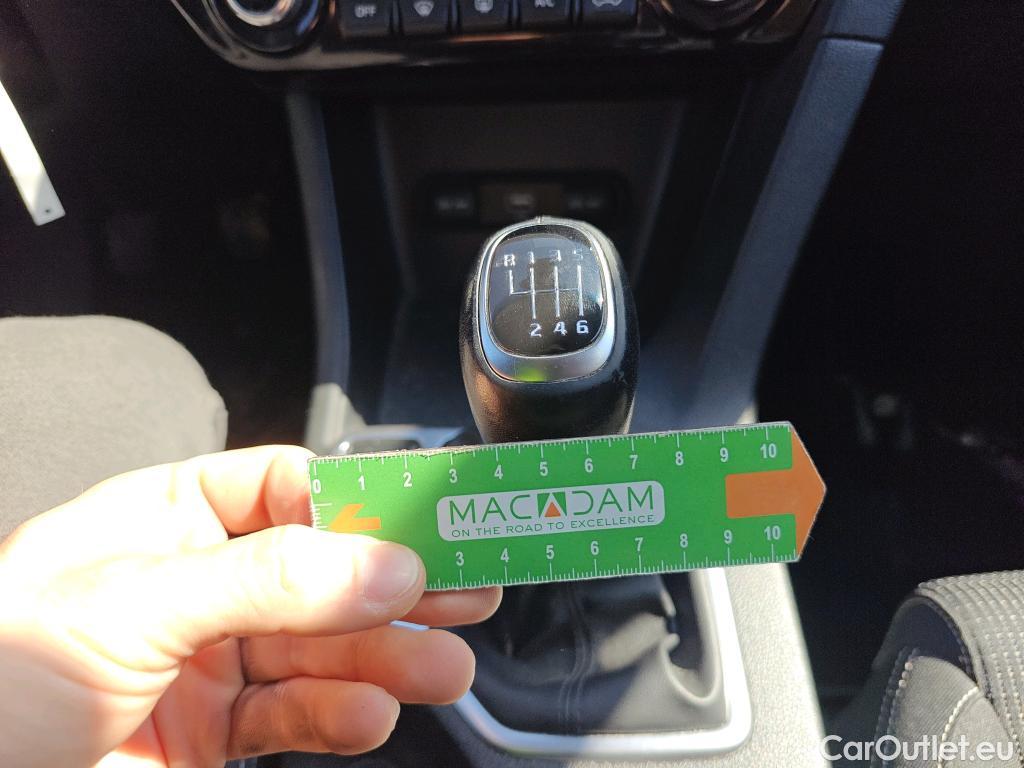 OFF
A/C
R 1 3 5
2 4 6
0 1 2 3 4 5 6 7 8 9 10
MACADAM
ON THE ROAD TO EXCELLENCE
3 4 5 6 7 8 9 10
CarOutlet.eu